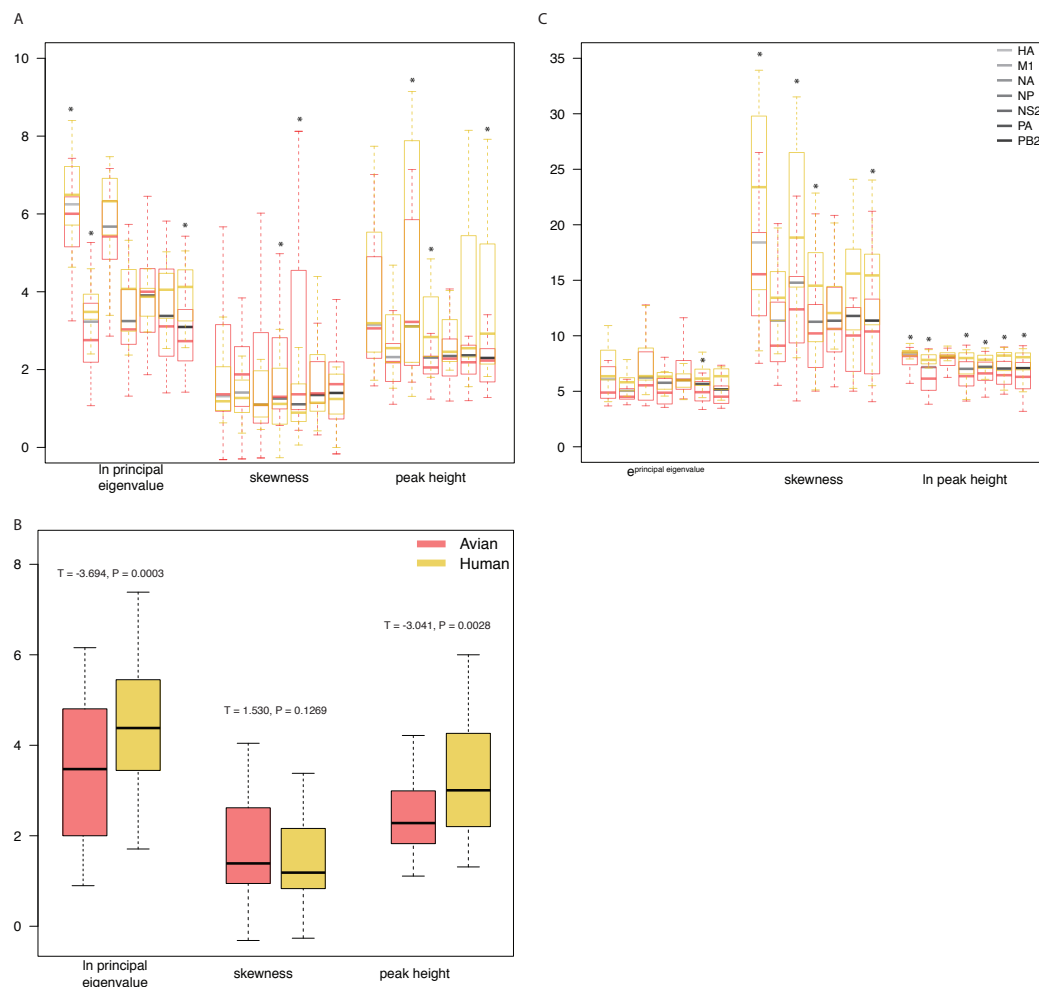 A
10
8
6
4
2
0
*
*
*
*
*
*
*
*
ln principal
eigenvalue
skewness
peak height
C
35
30
25
20
15
10
5
0
*
*
*
*
*
*
*
*
*
*
*
HA
M1
NA
NP
NS2
PA
PB2
e^principal eigenvalue
skewness
ln peak height
B
8
6
4
2
0
Avian
Human
T = -3.694, P = 0.0003
T = 1.530, P = 0.1269
T = -3.041, P = 0.0028
ln principal
eigenvalue
skewness
peak height